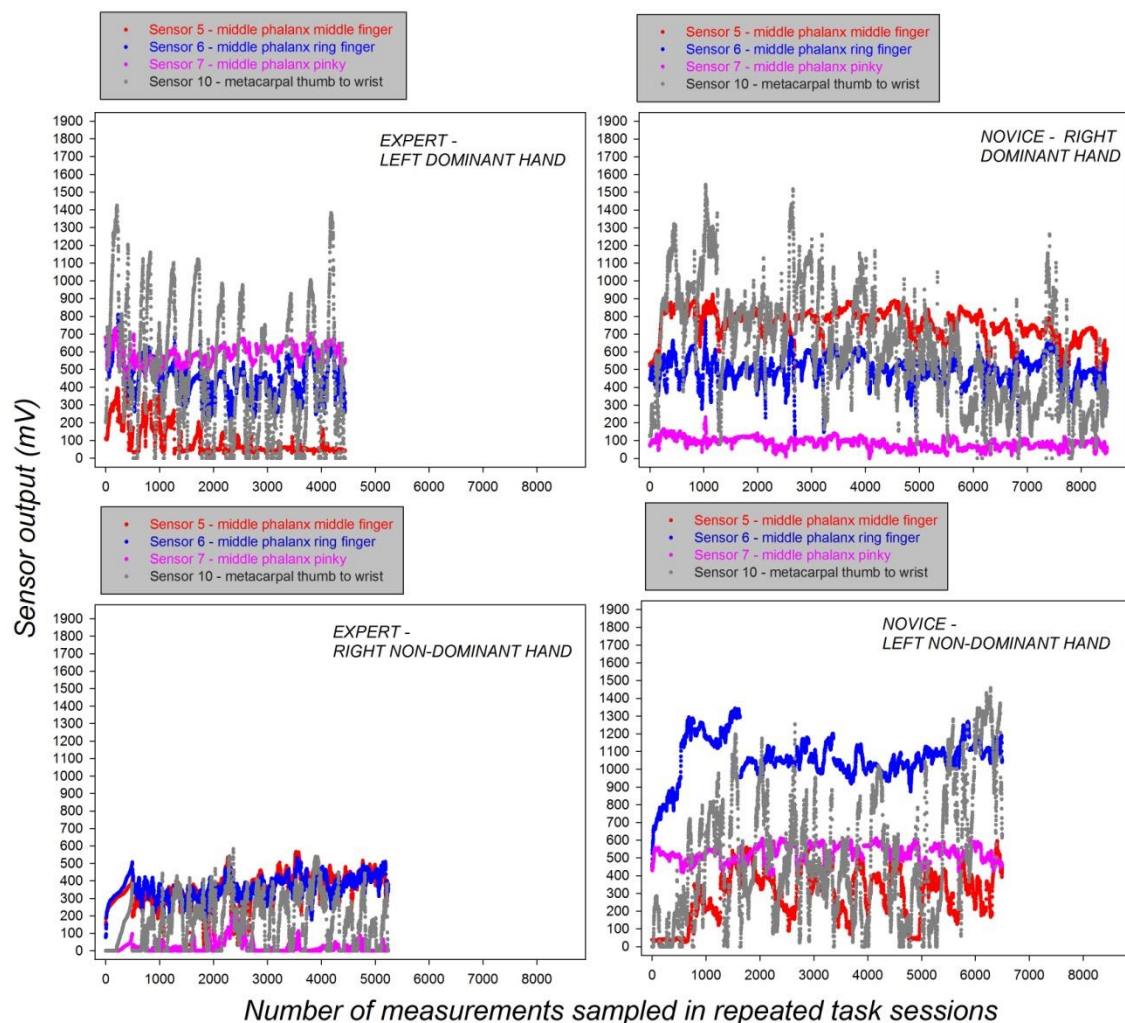 Sensor 5 - middle phalanx middle finger
Sensor 6 - middle phalanx ring finger
Sensor 7 - middle phalanx pinky
Sensor 10 - metacarpal thumb to wrist
Sensor 5 - middle phalanx middle finger
Sensor 6 - middle phalanx ring finger
Sensor 7 - middle phalanx pinky
Sensor 10 - metacarpal thumb to wrist
EXPERT -
LEFT DOMINANT HAND
1900
1800
1700
1600
1500
1400
1300
1200
1100
1000
900
800
700
600
500
400
300
200
100
0
0 1000 2000 3000 4000 5000 6000 7000 8000
NOVICE - RIGHT
DOMINANT HAND
1900
1800
1700
1600
1500
1400
1300
1200
1100
1000
900
800
700
600
500
400
300
200
100
0
0 1000 2000 3000 4000 5000 6000 7000 8000
Sensor output (mV)
Sensor 5 - middle phalanx middle finger
Sensor 6 - middle phalanx ring finger
Sensor 7 - middle phalanx pinky
Sensor 10 - metacarpal thumb to wrist
Sensor 5 - middle phalanx middle finger
Sensor 6 - middle phalanx ring finger
Sensor 7 - middle phalanx pinky
Sensor 10 - metacarpal thumb to wrist
EXPERT -
RIGHT NON-DOMINANT HAND
1900
1800
1700
1600
1500
1400
1300
1200
1100
1000
900
800
700
600
500
400
300
200
100
0
0 1000 2000 3000 4000 5000 6000 7000 8000
NOVICE -
LEFT NON-DOMINANT HAND
1900
1800
1700
1600
1500
1400
1300
1200
1100
1000
900
800
700
600
500
400
300
200
100
0
0 1000 2000 3000 4000 5000 6000 7000 8000
Number of measurements sampled in repeated task sessions